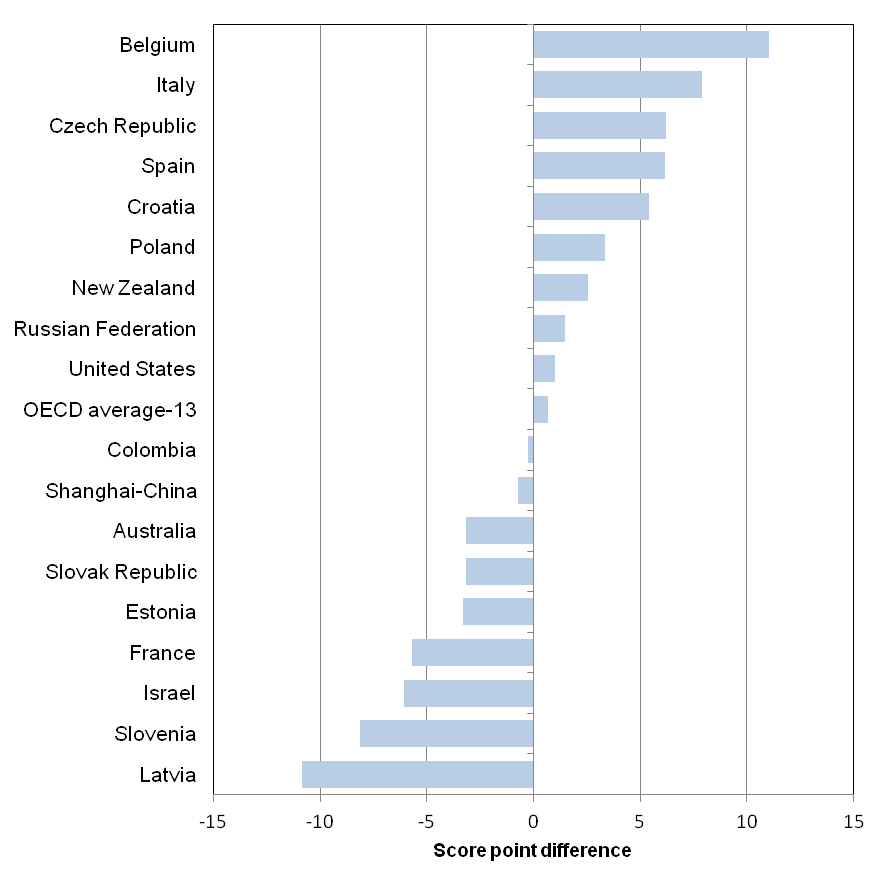 Belgium
Italy
Czech Republic
Spain
Croatia
Poland
New Zealand
Russian Federation
United States
OECD average-13
Colombia
Shanghai-China
Australia
Slovak Republic
Estonia
France
Israel
Slovenia
Latvia
-15 -10 -5 0 5 10 15
Score point difference